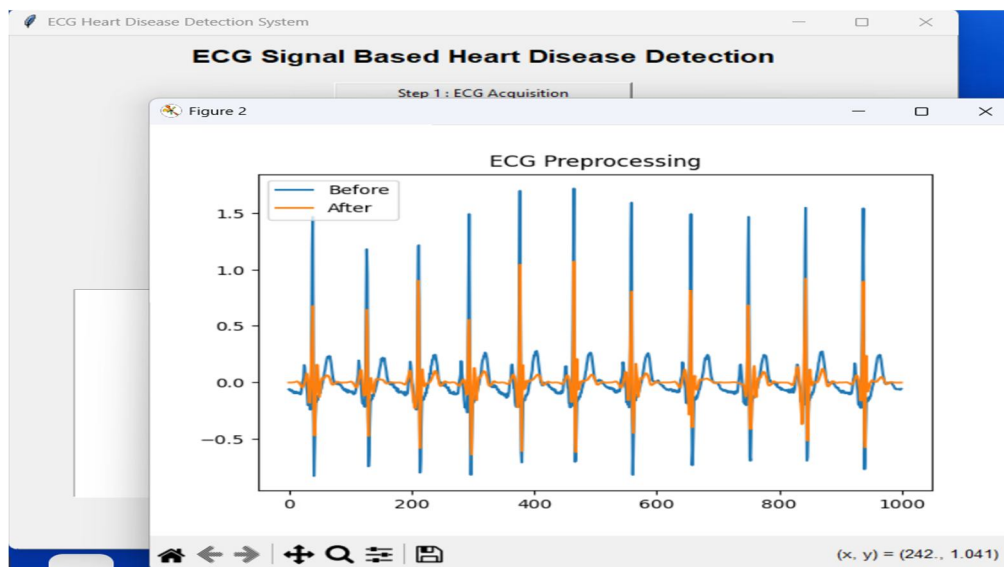 ECG Heart Disease Detection System
ECG Signal Based Heart Disease Detection
Step 1 : ECG Acquisition
Figure 2
ECG Preprocessing
Before
After
1.5
1.0
0.5
0.0
−0.5
0 200 400 600 800 1000
(x, y) = (242., 1.041)